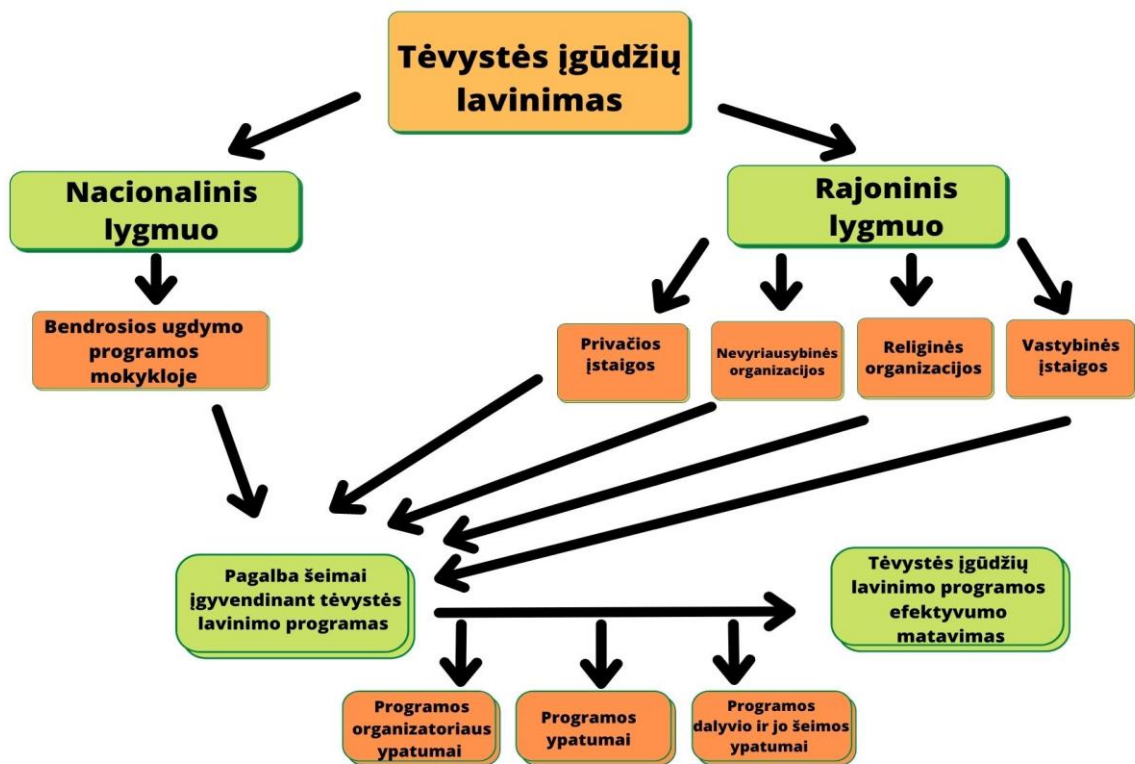 Tėvystės įgūdžių
lavinimas
Nacionalinis
lygmuo
Rajoninis
lygmuo
Bendrosios ugdymo
programos
mokykloje
Privačios
įstaigos
Nevyriausybinės
organizacijos
Religinės
organizacijos
Vastybinės
įstaigos
Pagalba šeimai
įgyvendinant tėvystės
lavinimo programas
Tėvystės įgūdžių
lavinimo programos
efektyvumo
matavimas
Programos
organizatoriaus
ypatumai
Programos
ypatumai
Programos
dalyvio ir jo šeimos
ypatumai